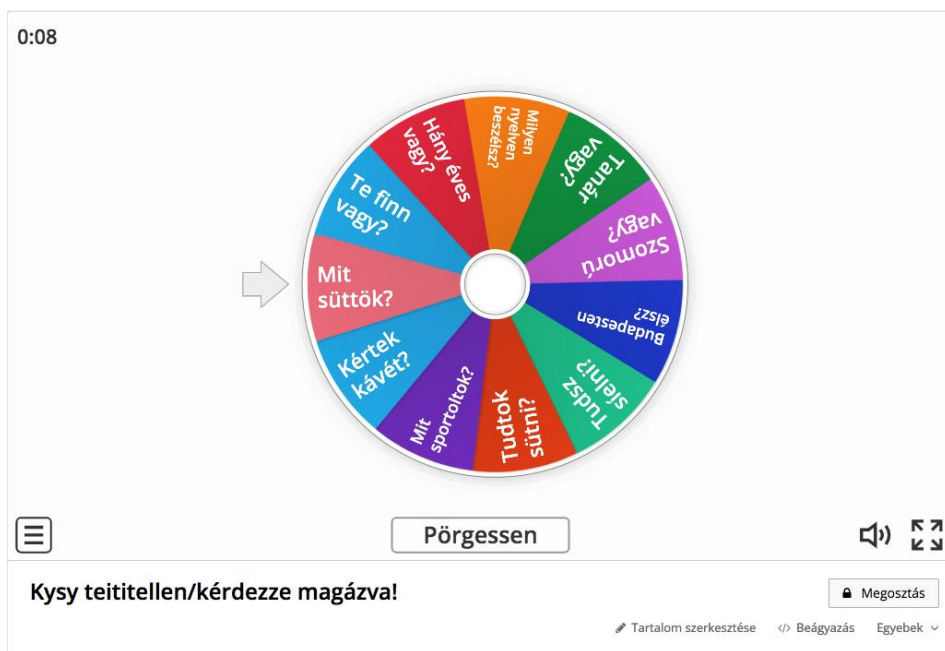 0:08
Milyen
nyelven
beszélsz?
Tanár
vagy?
Szomorú
vagy?
Budapesten
élsz?
Tudsz
síelni?
Tudtok
sütni?
Mit
sportoltok?
Kértek
kávét?
Mit
süttök?
Te finn
vagy?
Hány éves
vagy?
Pörgessen
Kysy teititellen/kérdezze magázva!
Megosztás
Tartalom szerkesztése
Beágyazás
Egyebek